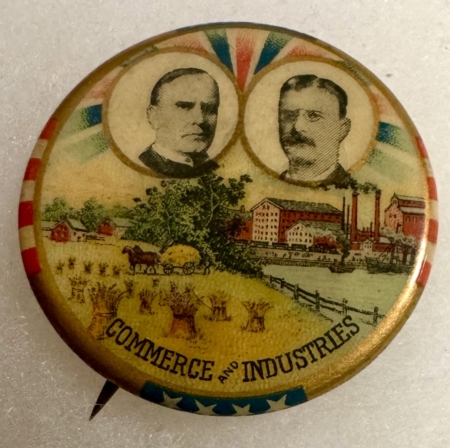 COMMERCE AND INDUSTRIES